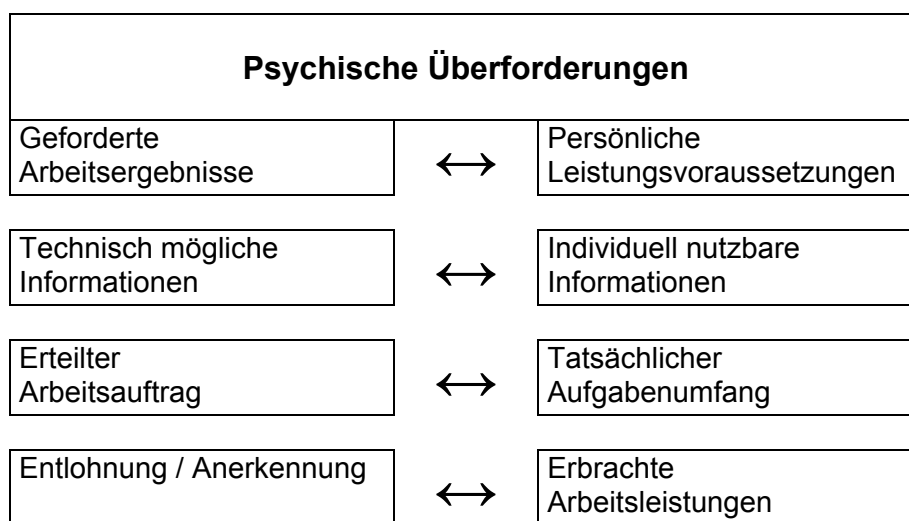 Psychische Überforderungen
Geforderte
Arbeitsergebnisse
↔
Persönliche
Leistungsvoraussetzungen
Technisch mögliche
Informationen
↔
Individuell nutzbare
Informationen
Erteilter
Arbeitsauftrag
↔
Tatsächlicher
Aufgabenumfang
Entlohnung / Anerkennung
↔
Erbrachte
Arbeitsleistungen